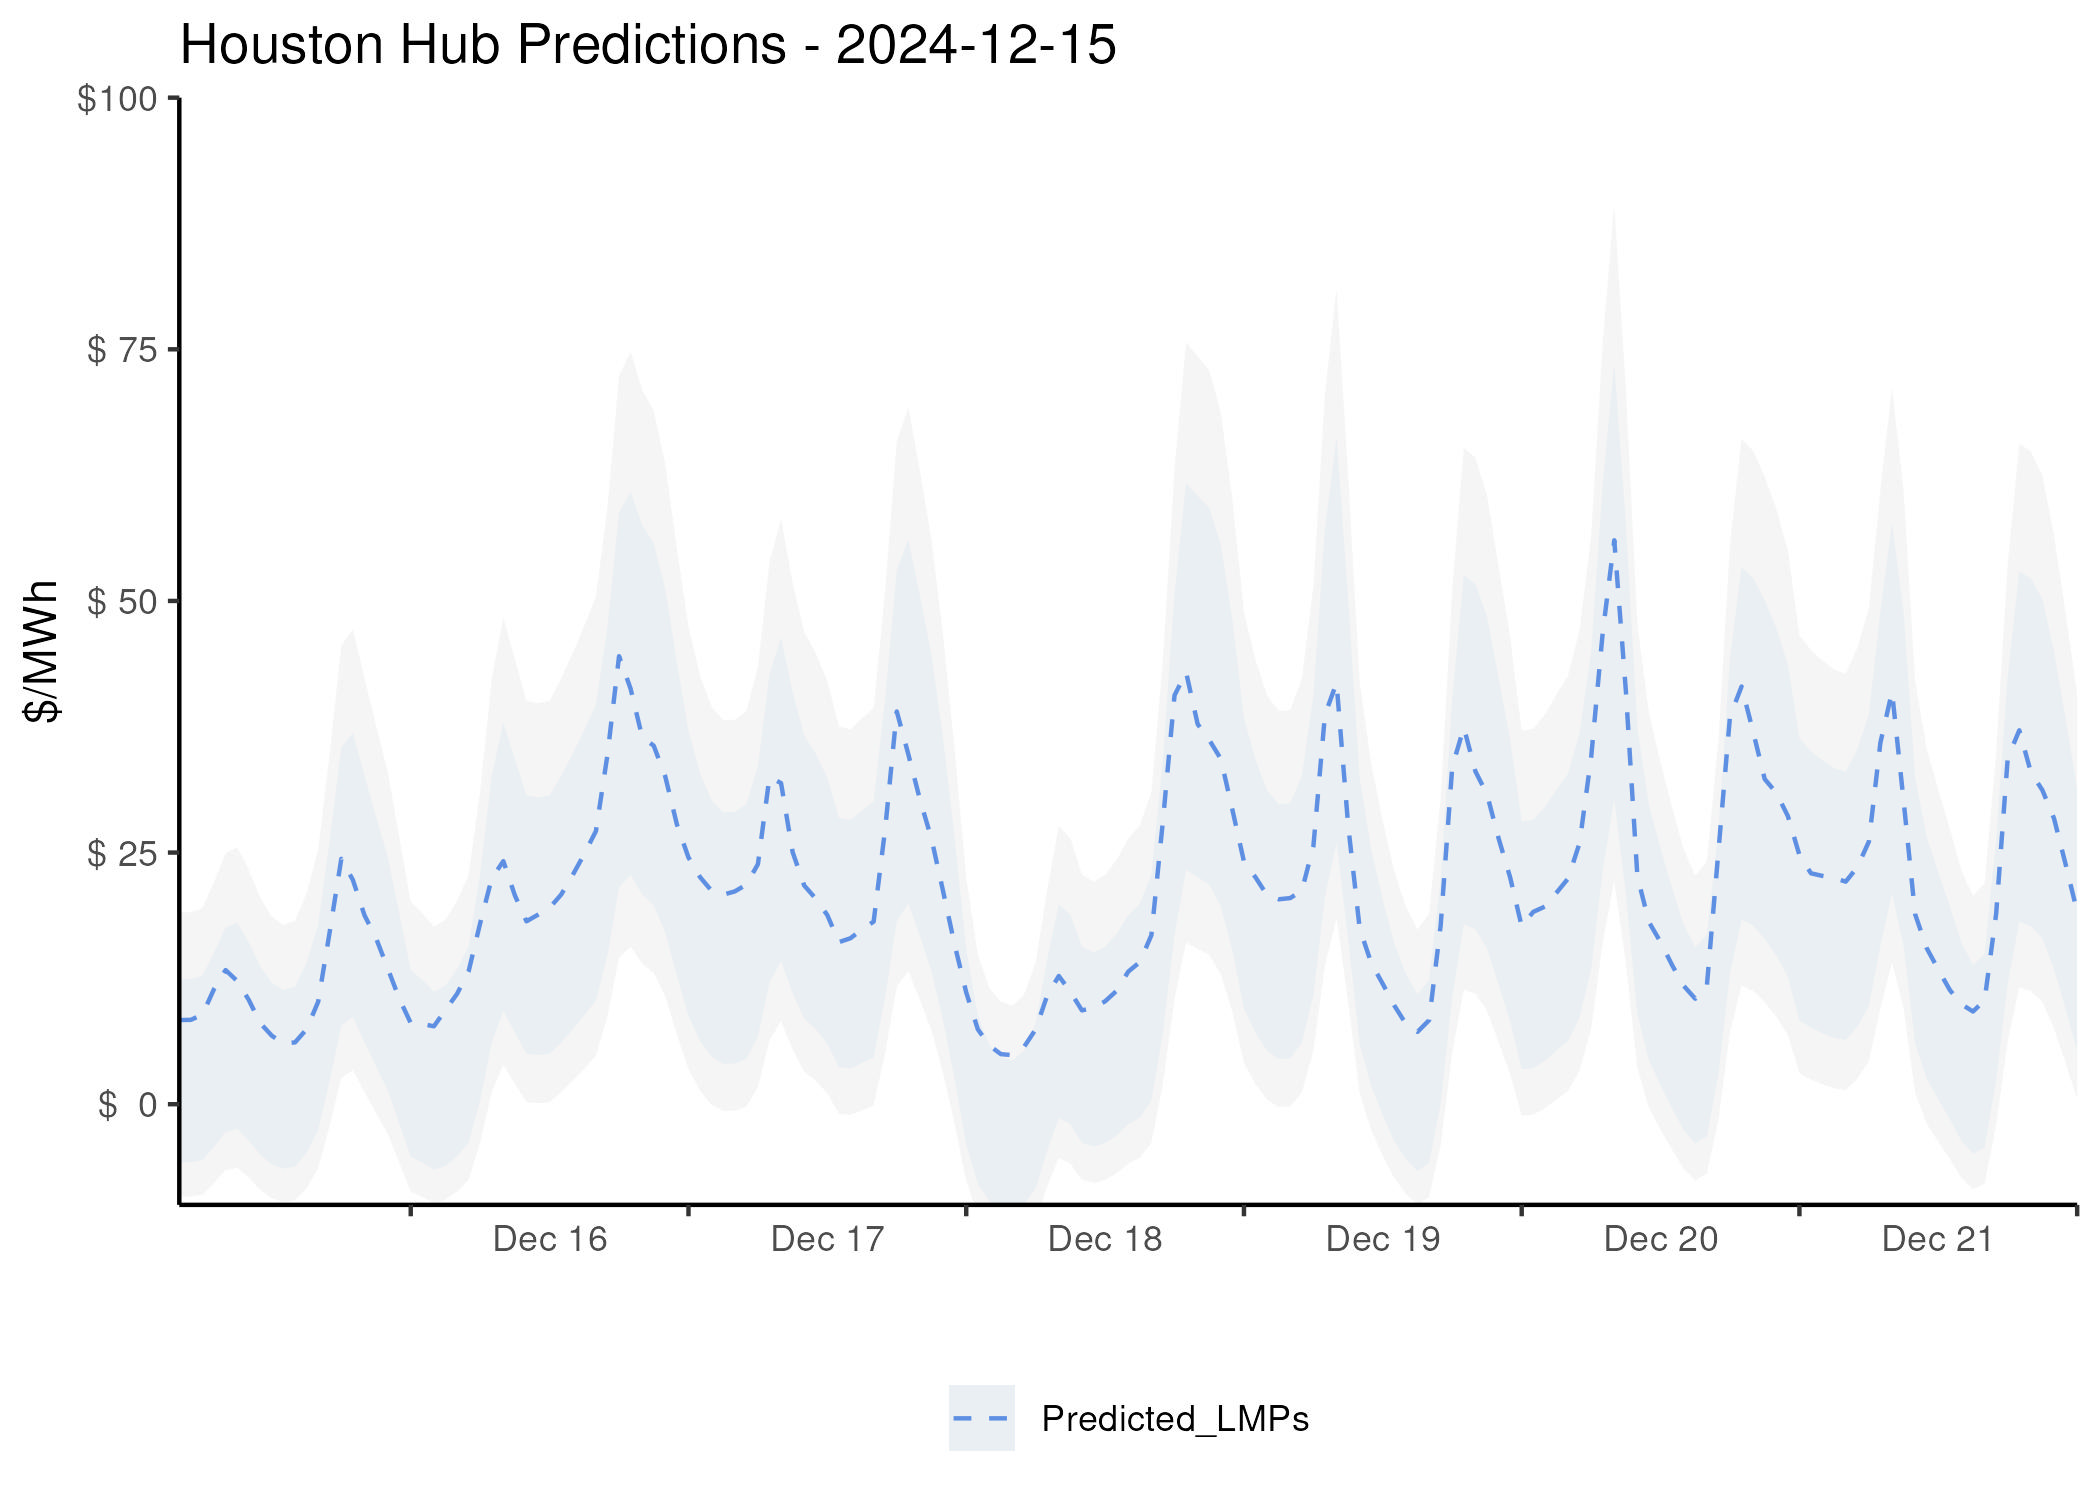 Houston Hub Predictions - 2024-12-15
$100
$ 75
$ 50
$ 25
$ 0
$/MWh
Dec 16 Dec 17 Dec 18 Dec 19 Dec 20 Dec 21
Predicted_LMPs